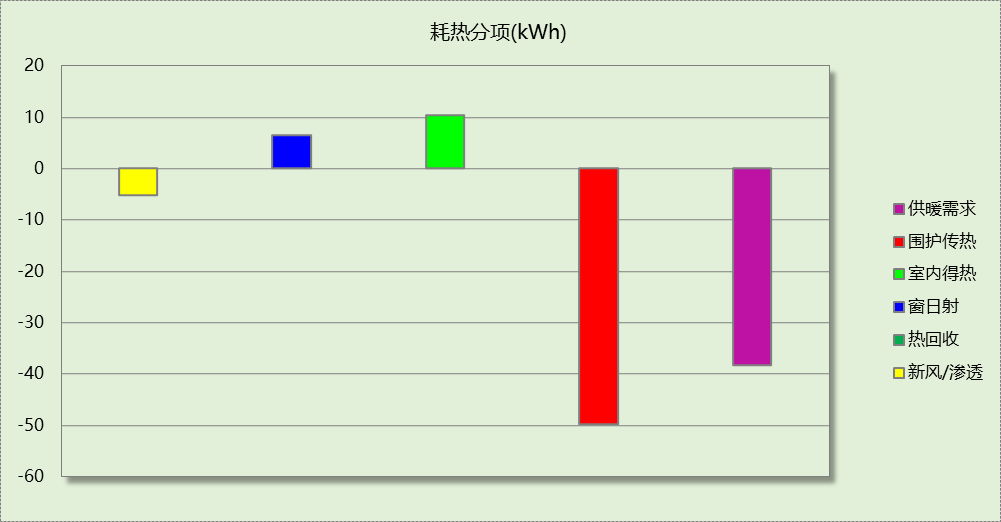 耗热分项(kWh)
20
10
0
-10
-20
-30
-40
-50
-60
供暖需求
围护传热
室内得热
窗日射
热回收
新风/渗透